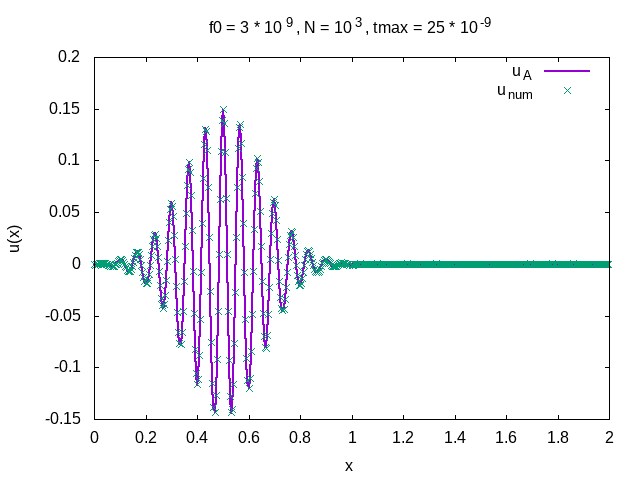 f0 = 3 * 10 9 , N = 10 3 , tmax = 25 * 10 -9
u A
u num
0.2
0.15
0.1
0.05
0
-0.05
-0.1
-0.15
u(x)
0 0.2 0.4 0.6 0.8 1 1.2 1.4 1.6 1.8 2
x